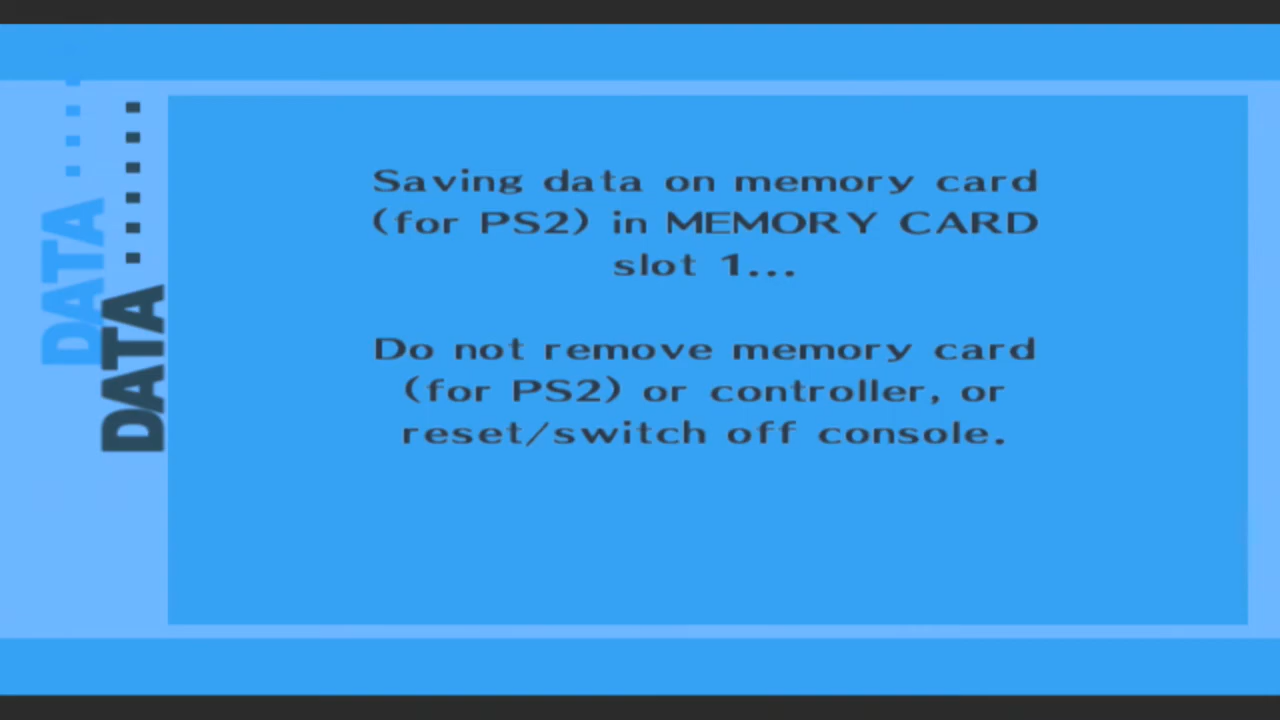 DATA ......
DATA ....
Saving data on memory card
(for PS2) in MEMORY CARD
slot 1...
Do not remove memory card
(for PS2) or controller, or
reset/switch off console.